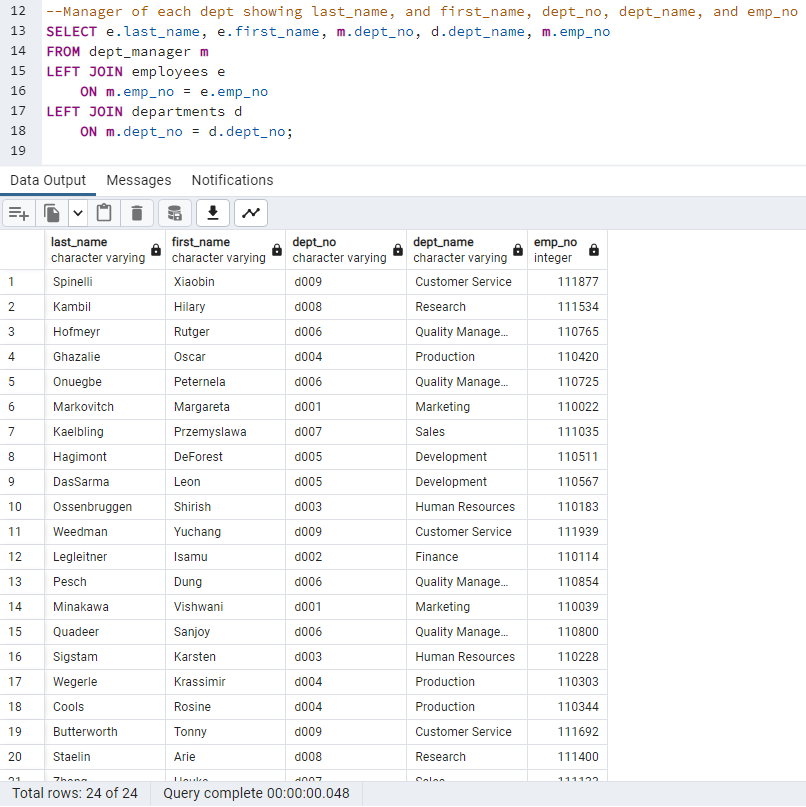 12 --Manager of each dept showing last_name, and first_name, dept_no, dept_name, and emp_no
13 SELECT e.last_name, e.first_name, m.dept_no, d.dept_name, m.emp_no
14 FROM dept_manager m
15 LEFT JOIN employees e
16 ON m.emp_no = e.emp_no
17 LEFT JOIN departments d
18 ON m.dept_no = d.dept_no;
19
Data Output Messages Notifications
last_name first_name dept_no dept_name emp_no
character varying character varying character varying character varying integer
1 Spinelli Xiaobin d009 Customer Service 111877
2 Kambil Hilary d008 Research 111534
3 Hofmeyr Rutger d006 Quality Manage... 110765
4 Ghazalie Oscar d004 Production 110420
5 Onuegbe Peternela d006 Quality Manage... 110725
6 Markovitch Margareta d001 Marketing 110022
7 Kaelbling Przemyslawa d007 Sales 111035
8 Hagimont DeForest d005 Development 110511
9 DasSarma Leon d005 Development 110567
10 Ossenbruggen Shirish d003 Human Resources 110183
11 Weedman Yuchang d009 Customer Service 111939
12 Legleitner Isamu d002 Finance 110114
13 Pesch Dung d006 Quality Manage... 110854
14 Minakawa Vishwani d001 Marketing 110039
15 Quadeer Sanjoy d006 Quality Manage... 110800
16 Sigstam Karsten d003 Human Resources 110228
17 Wegerle Krassimir d004 Production 110303
18 Cools Rosine d004 Production 110344
19 Butterworth Tonny d009 Customer Service 111692
20 Staelin Arie d008 Research 111400
Total rows: 24 of 24 Query complete 00:00:00.048